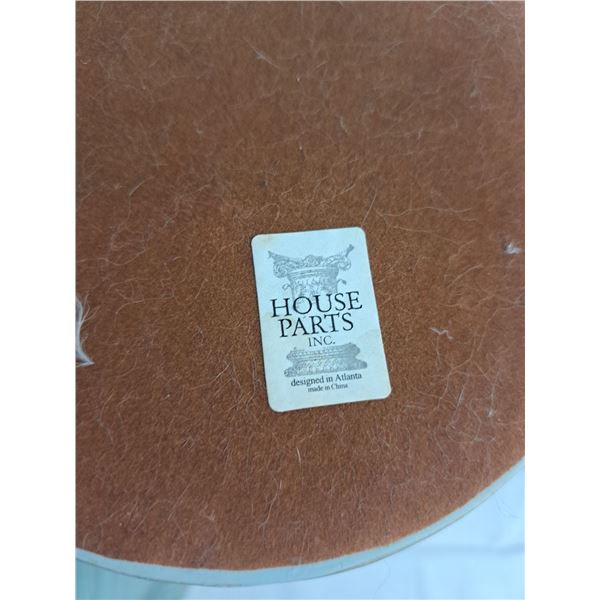 HOUSE
PARTS
INC.
designed in Atlanta
made in China